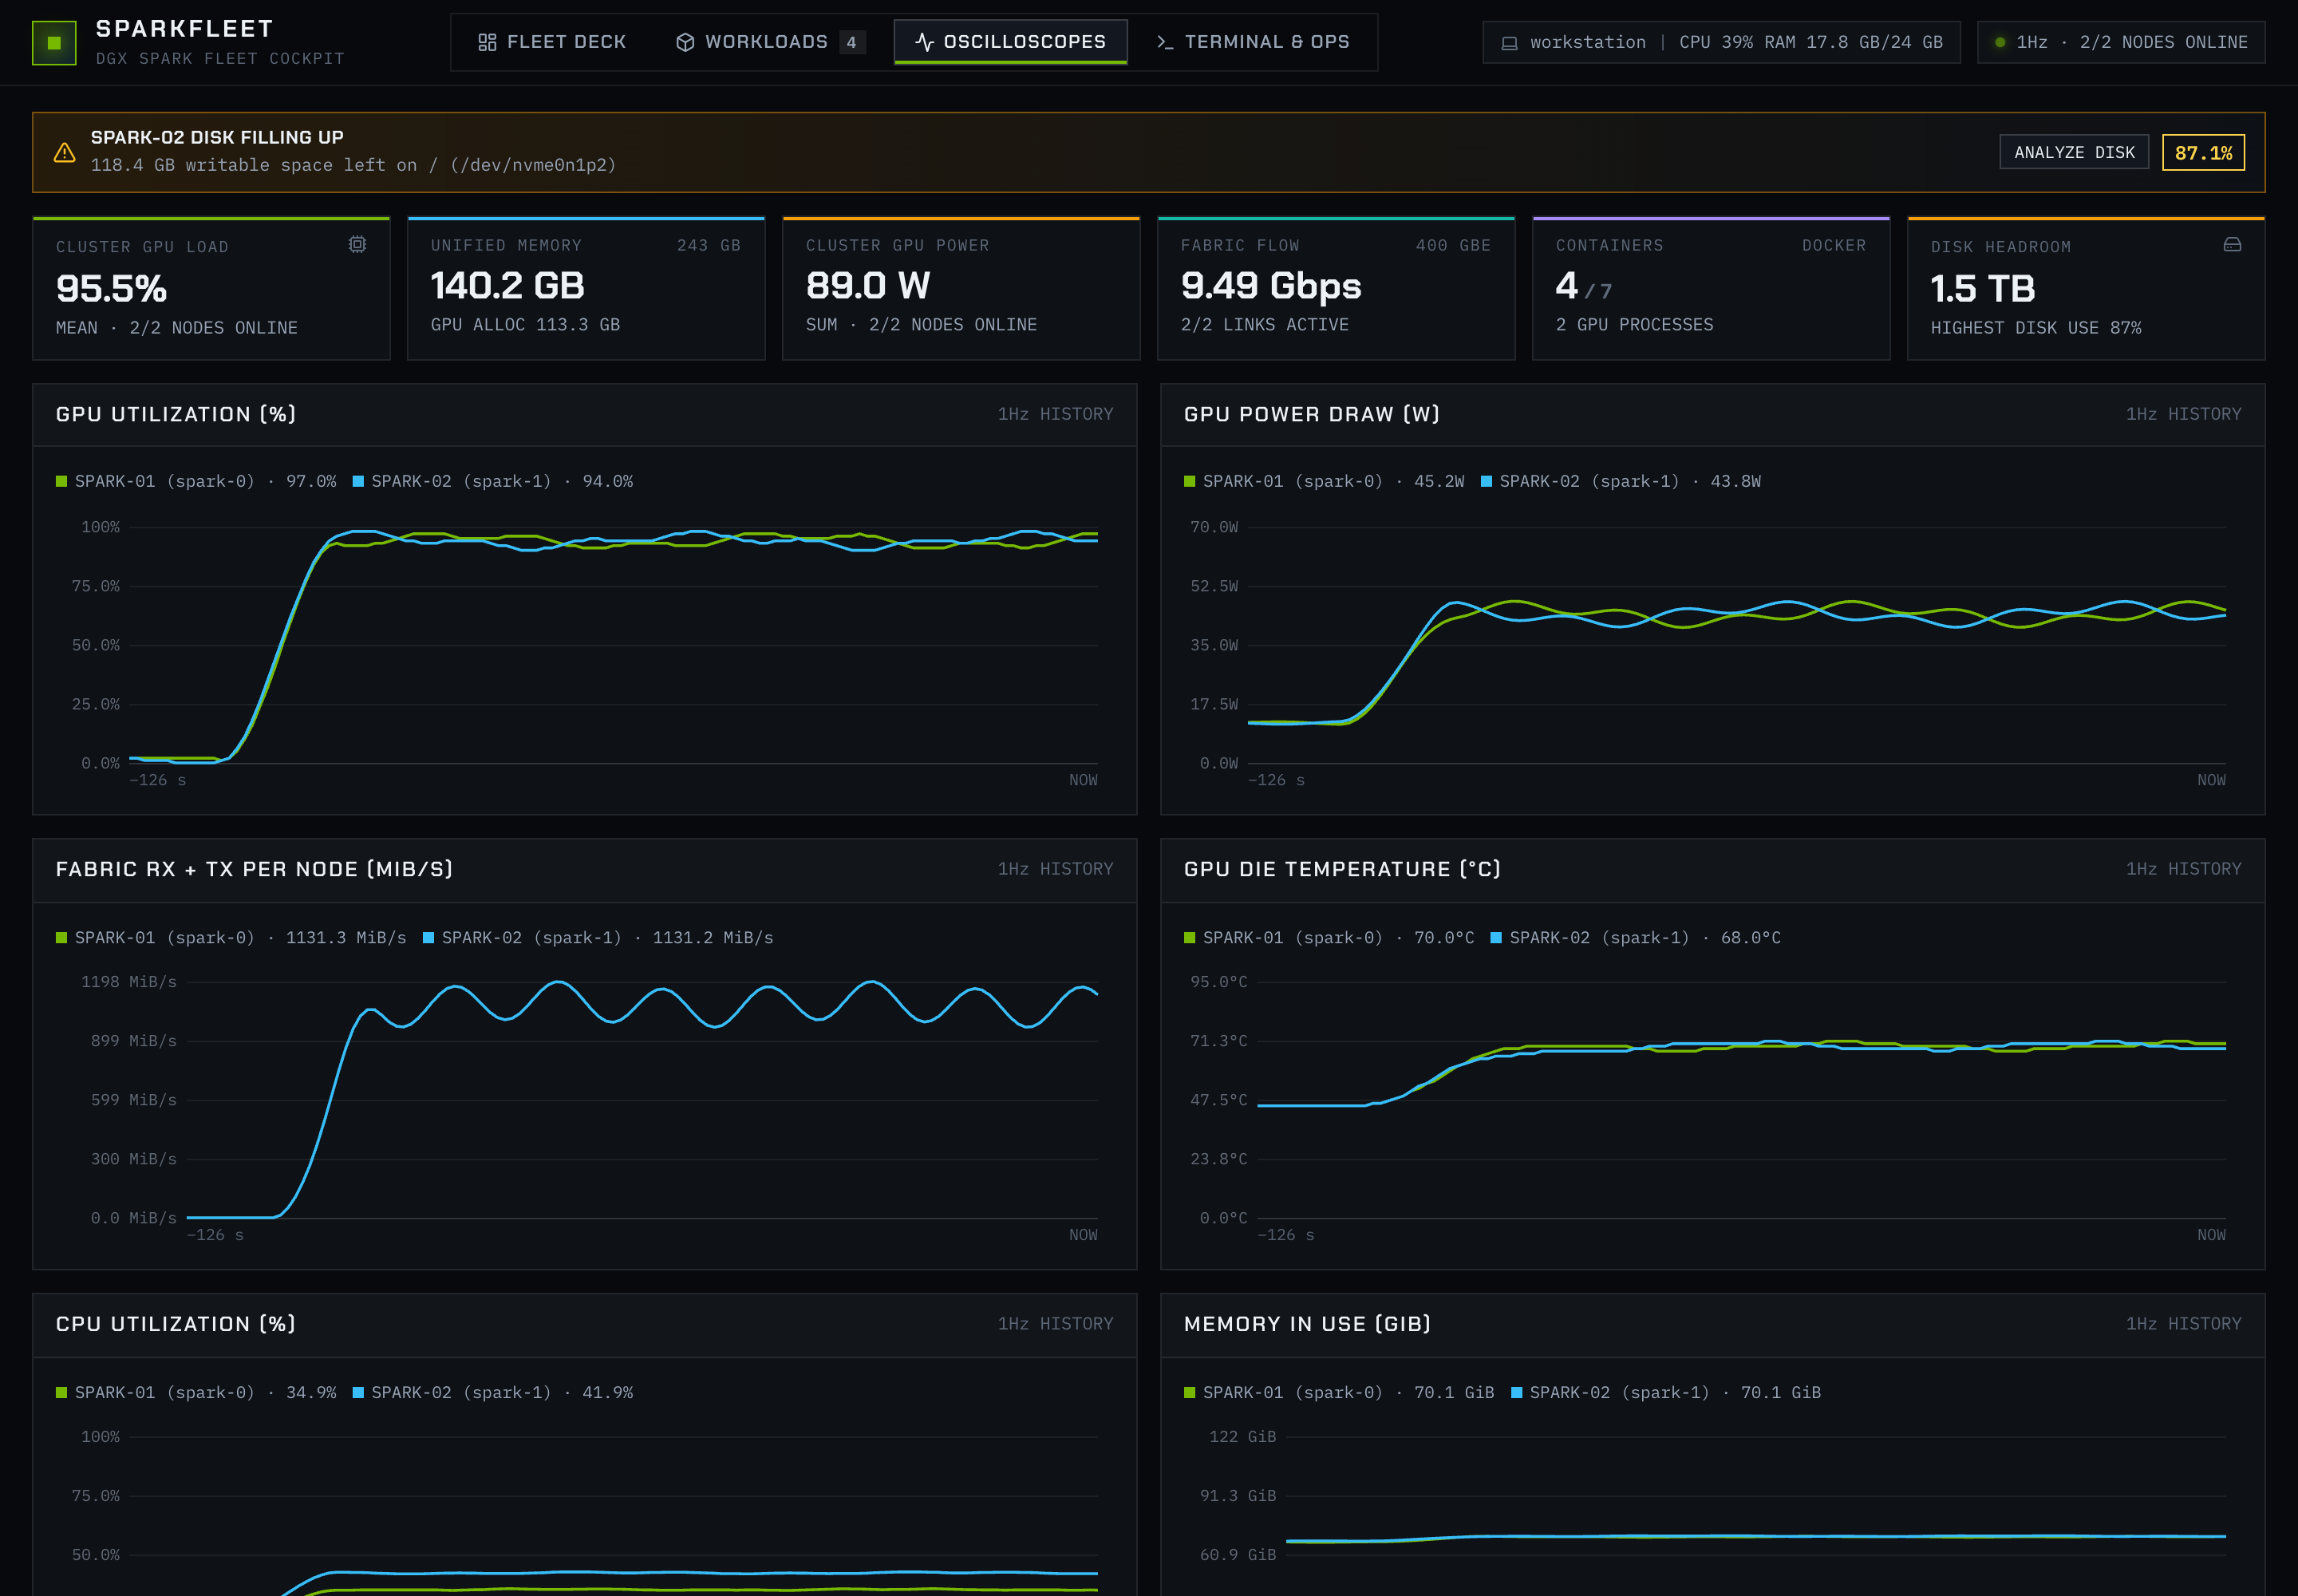 SPARKFLEET
DGX SPARK FLEET COCKPIT
FLEET DECK
WORKLOADS 4
OSCILLOSCOPES
TERMINAL & OPS
workstation | CPU 39% RAM 17.8 GB/24 GB
1Hz · 2/2 NODES ONLINE
SPARK-02 DISK FILLING UP
118.4 GB writable space left on / (/dev/nvme0n1p2)
ANALYZE DISK
87.1%
CLUSTER GPU LOAD
95.5%
MEAN · 2/2 NODES ONLINE
UNIFIED MEMORY 243 GB
140.2 GB
GPU ALLOC 113.3 GB
CLUSTER GPU POWER
89.0 W
SUM · 2/2 NODES ONLINE
FABRIC FLOW 400 GBE
9.49 Gbps
2/2 LINKS ACTIVE
CONTAINERS DOCKER
4 / 7
2 GPU PROCESSES
DISK HEADROOM
1.5 TB
HIGHEST DISK USE 87%
GPU UTILIZATION (%) 1Hz HISTORY
SPARK-01 (spark-0) · 97.0% SPARK-02 (spark-1) · 94.0%
100%
75.0%
50.0%
25.0%
0.0%
−126 s NOW
GPU POWER DRAW (W) 1Hz HISTORY
SPARK-01 (spark-0) · 45.2W SPARK-02 (spark-1) · 43.8W
70.0W
52.5W
35.0W
17.5W
0.0W
−126 s NOW
FABRIC RX + TX PER NODE (MIB/S) 1Hz HISTORY
SPARK-01 (spark-0) · 1131.3 MiB/s SPARK-02 (spark-1) · 1131.2 MiB/s
1198 MiB/s
899 MiB/s
599 MiB/s
300 MiB/s
0.0 MiB/s
−126 s NOW
GPU DIE TEMPERATURE (°C) 1Hz HISTORY
SPARK-01 (spark-0) · 70.0°C SPARK-02 (spark-1) · 68.0°C
95.0°C
71.3°C
47.5°C
23.8°C
0.0°C
−126 s NOW
CPU UTILIZATION (%) 1Hz HISTORY
SPARK-01 (spark-0) · 34.9% SPARK-02 (spark-1) · 41.9%
100%
75.0%
50.0%
MEMORY IN USE (GIB) 1Hz HISTORY
SPARK-01 (spark-0) · 70.1 GiB SPARK-02 (spark-1) · 70.1 GiB
122 GiB
91.3 GiB
60.9 GiB